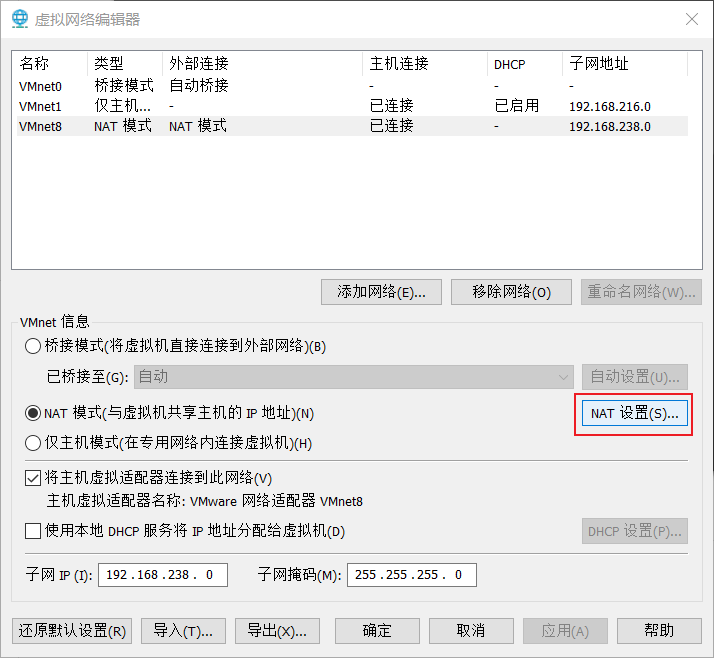 虚拟网络编辑器
名称 类型 外部连接 主机连接 DHCP 子网地址
VMnet0 桥接模式 自动桥接 - - -
VMnet1 仅主机... - 已连接 已启用 192.168.216.0
VMnet8 NAT 模式 NAT 模式 已连接 - 192.168.238.0
添加网络(E)... 移除网络(O) 重命名网络(W)...
VMnet 信息
桥接模式(将虚拟机直接连接到外部网络)(B)
已桥接至(G): 自动 自动设置(U)...
NAT 模式(与虚拟机共享主机的 IP 地址)(N) NAT 设置(S)...
仅主机模式(在专用网络内连接虚拟机)(H)
将主机虚拟适配器连接到此网络(V)
主机虚拟适配器名称: VMware 网络适配器 VMnet8
使用本地 DHCP 服务将 IP 地址分配给虚拟机(D) DHCP 设置(P)...
子网 IP (I): 192.168.238. 0 子网掩码(M): 255.255.255. 0
还原默认设置(R) 导入(T)... 导出(X)... 确定 取消 应用(A) 帮助